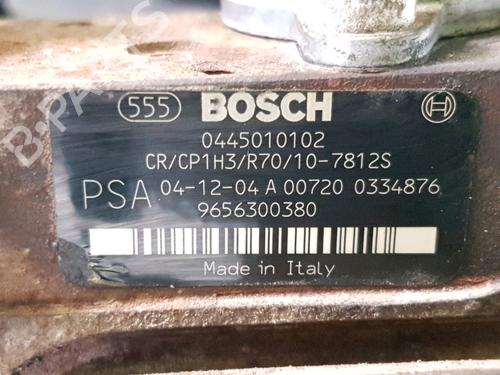 555 BOSCH
0445010102
CR/CP1H3/R70/10-7812S
PSA 04-12-04 A 00720 0334876
9656300380
Made in Italy